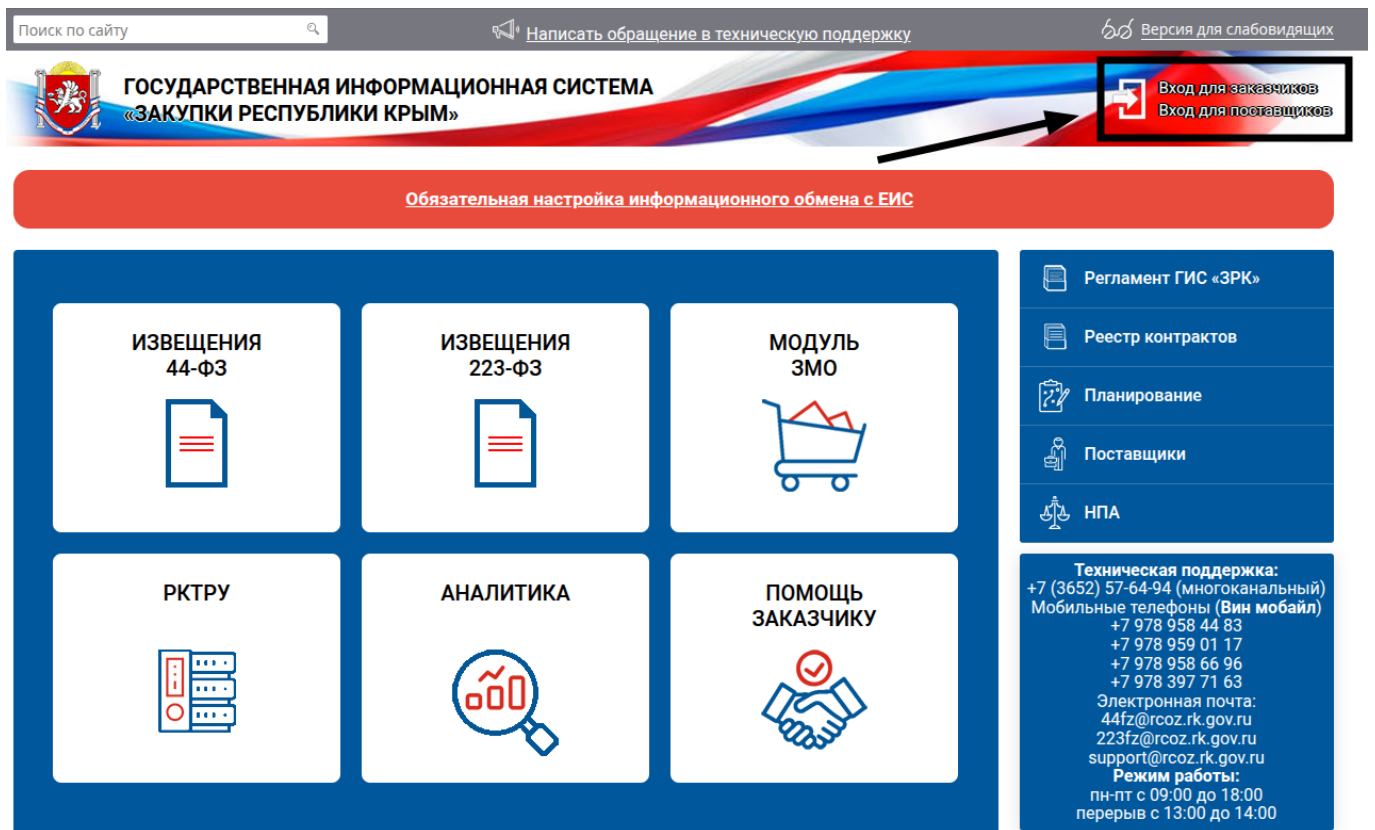 Поиск по сайту
Написать обращение в техническую поддержку
Версия для слабовидящих
ГОСУДАРСТВЕННАЯ ИНФОРМАЦИОННАЯ СИСТЕМА
«ЗАКУПКИ РЕСПУБЛИКИ КРЫМ»
Вход для заказчиков
Вход для поставщиков
Обязательная настройка информационного обмена с ЕИС
ИЗВЕЩЕНИЯ
44-ФЗ
ИЗВЕЩЕНИЯ
223-ФЗ
МОДУЛЬ
ЗМО
РКТРУ
АНАЛИТИКА
ПОМОЩЬ
ЗАКАЗЧИКУ
Регламент ГИС «ЗРК»
Реестр контрактов
Планирование
Поставщики
НПА
Техническая поддержка:
+7 (3652) 57-64-94 (многоканальный)
Мобильные телефоны (Вин мобайл)
+7 978 958 44 83
+7 978 959 01 17
+7 978 958 66 96
+7 978 397 71 63
Электронная почта:
44fz@rcoz.rk.gov.ru
223fz@rcoz.rk.gov.ru
support@rcoz.rk.gov.ru
Режим работы:
пн-пт с 09:00 до 18:00
перерыв с 13:00 до 14:00